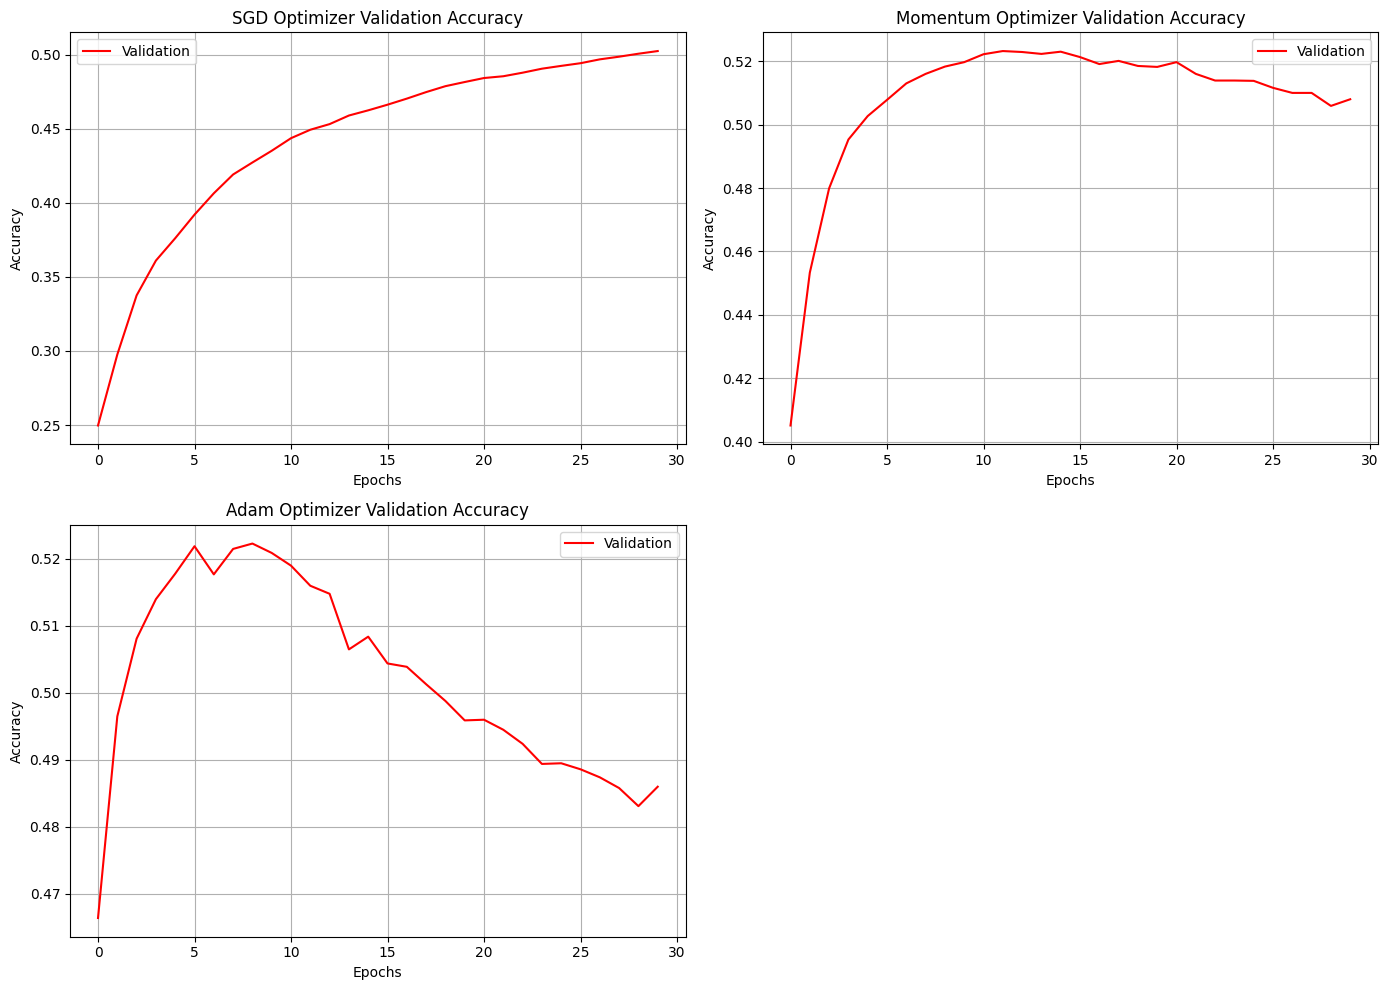 SGD Optimizer Validation Accuracy
Validation
Accuracy
0.50
0.45
0.40
0.35
0.30
0.25
0 5 10 15 20 25 30
Epochs
Momentum Optimizer Validation Accuracy
Validation
Accuracy
0.52
0.50
0.48
0.46
0.44
0.42
0.40
0 5 10 15 20 25 30
Epochs
Adam Optimizer Validation Accuracy
Validation
Accuracy
0.52
0.51
0.50
0.49
0.48
0.47
0 5 10 15 20 25 30
Epochs